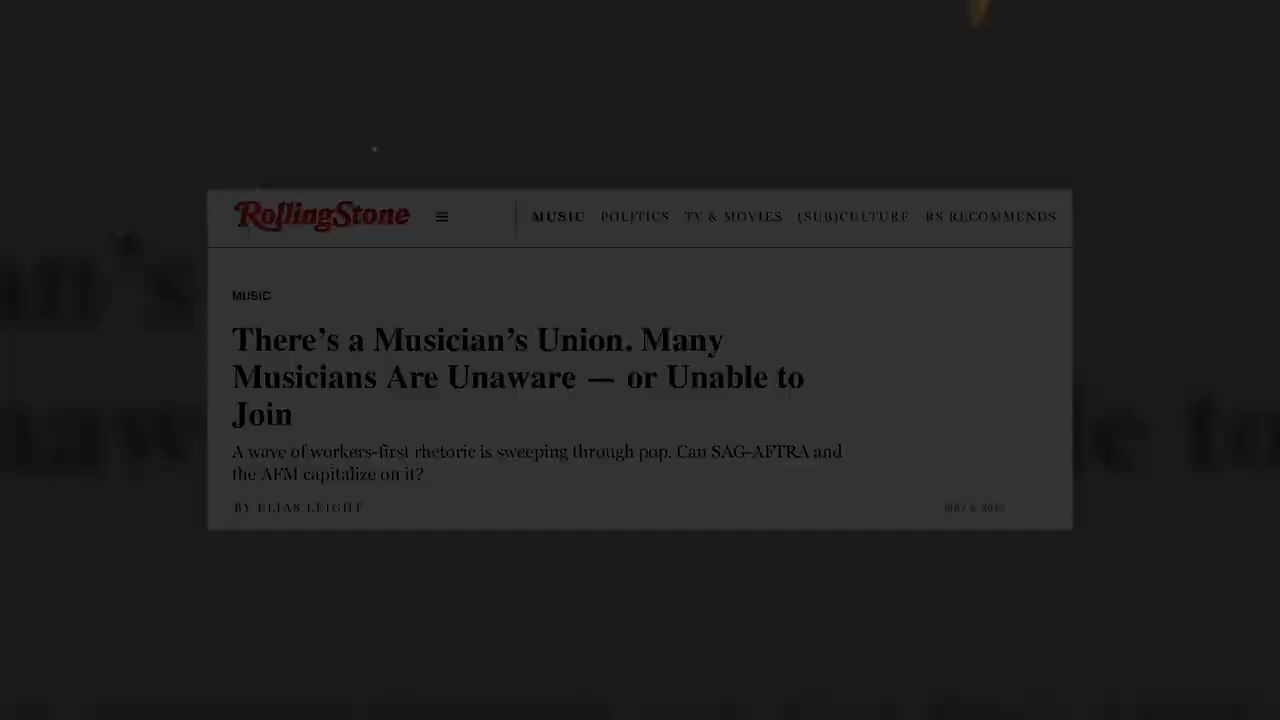 RollingStone
MUSIC POLITICS TV & MOVIES (SUB)CULTURE RS RECOMMENDS
MUSIC
There's a Musician's Union. Many
Musicians Are Unaware — or Unable to
Join
A wave of workers-first rhetoric is sweeping through pop. Can SAG-AFTRA and
the AFM capitalize on it?
BY ELIAS LEIGHT